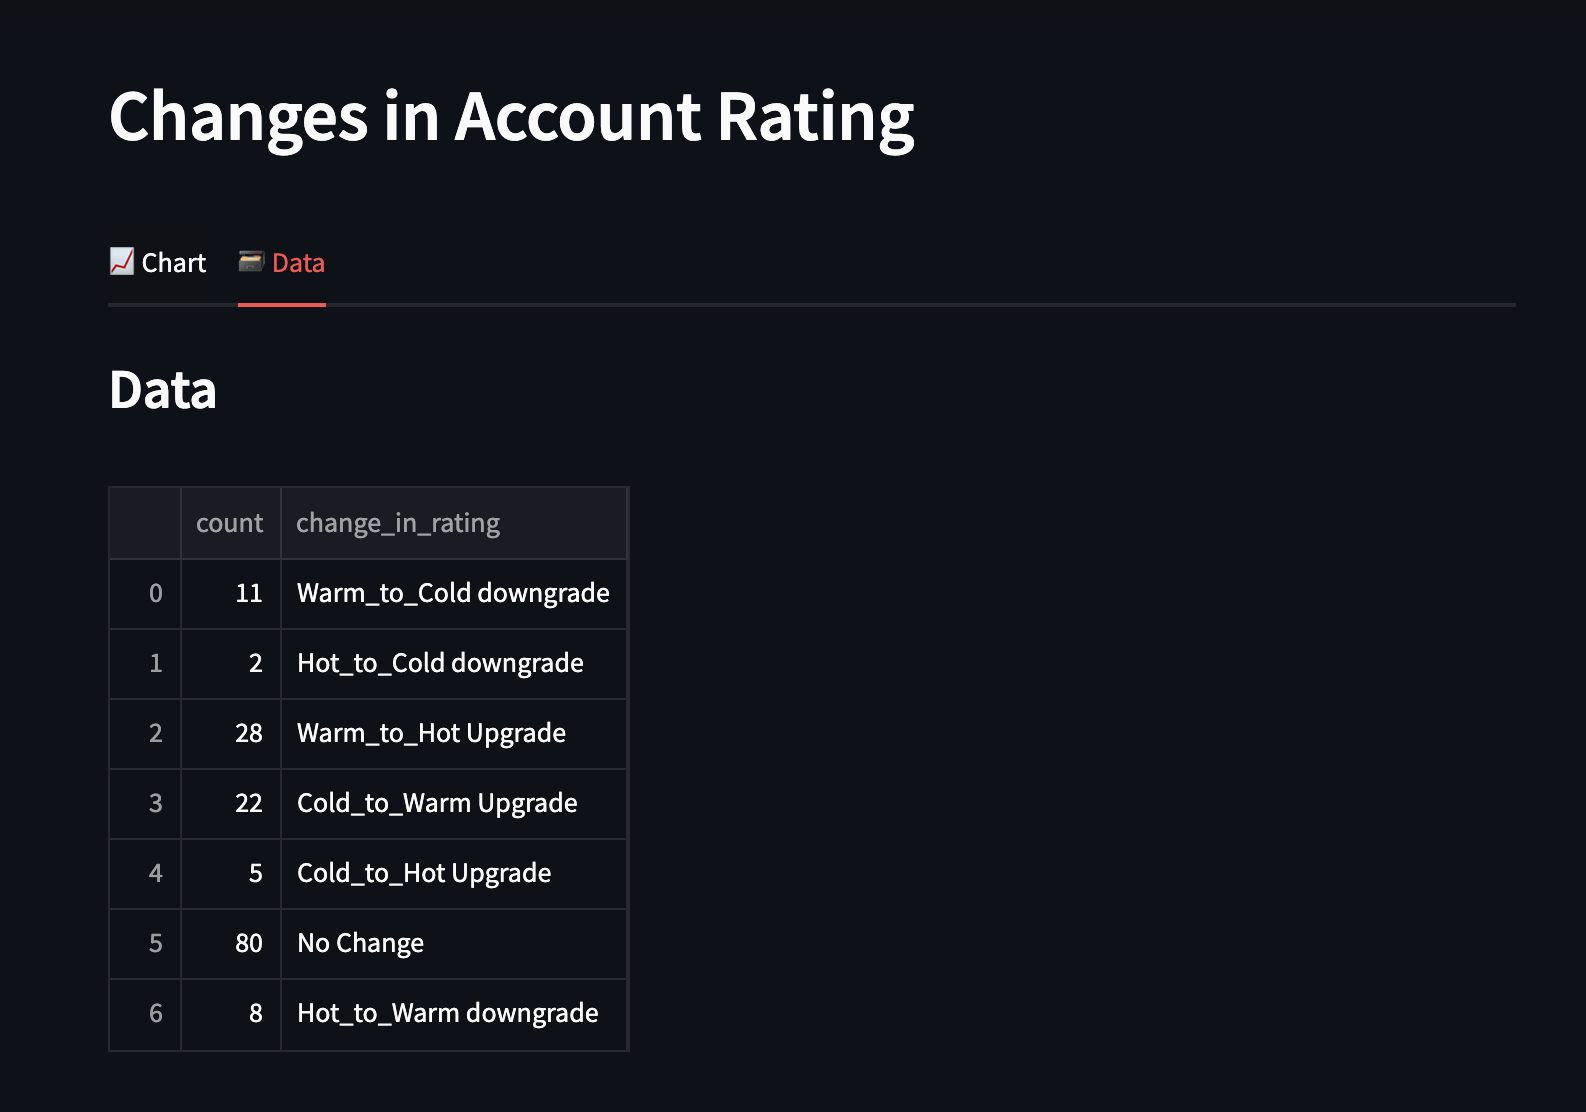 Changes in Account Rating
📈 Chart 🗃️ Data
Data
count change_in_rating
0 11 Warm_to_Cold downgrade
1 2 Hot_to_Cold downgrade
2 28 Warm_to_Hot Upgrade
3 22 Cold_to_Warm Upgrade
4 5 Cold_to_Hot Upgrade
5 80 No Change
6 8 Hot_to_Warm downgrade